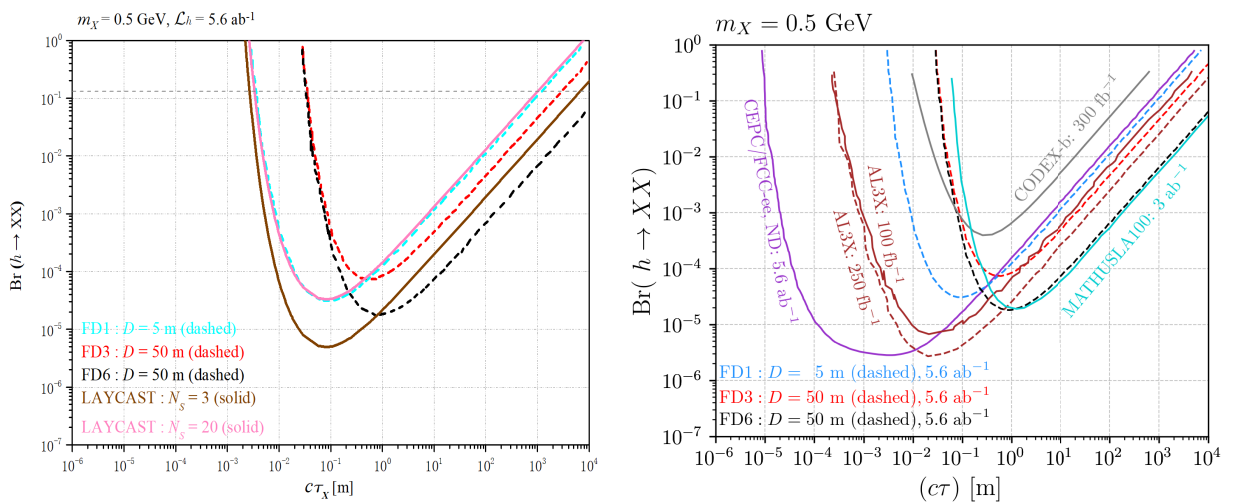 m_X = 0.5 GeV, ℒ_h = 5.6 ab⁻¹
10⁰
10⁻¹
10⁻²
10⁻³
10⁻⁴
10⁻⁵
10⁻⁶
10⁻⁷
Br (h → XX)
FD1 : D = 5 m (dashed)
FD3 : D = 50 m (dashed)
FD6 : D = 50 m (dashed)
LAYCAST : N_S = 3 (solid)
LAYCAST : N_S = 20 (solid)
10⁻⁶ 10⁻⁵ 10⁻⁴ 10⁻³ 10⁻² 10⁻¹ 10⁰ 10¹ 10² 10³ 10⁴
cτ_X [m]
m_X = 0.5 GeV
10⁰
10⁻¹
10⁻²
10⁻³
10⁻⁴
10⁻⁵
10⁻⁶
10⁻⁷
Br( h → XX)
CEPC/FCC-ee, ND: 5.6 ab⁻¹
AL3X: 100 fb⁻¹
AL3X: 250 fb⁻¹
CODEX-b: 300 fb⁻¹
MATHUSLA100: 3 ab⁻¹
FD1 : D = 5 m (dashed), 5.6 ab⁻¹
FD3 : D = 50 m (dashed), 5.6 ab⁻¹
FD6 : D = 50 m (dashed), 5.6 ab⁻¹
10⁻⁶ 10⁻⁵ 10⁻⁴ 10⁻³ 10⁻² 10⁻¹ 10⁰ 10¹ 10² 10³ 10⁴
(cτ) [m]